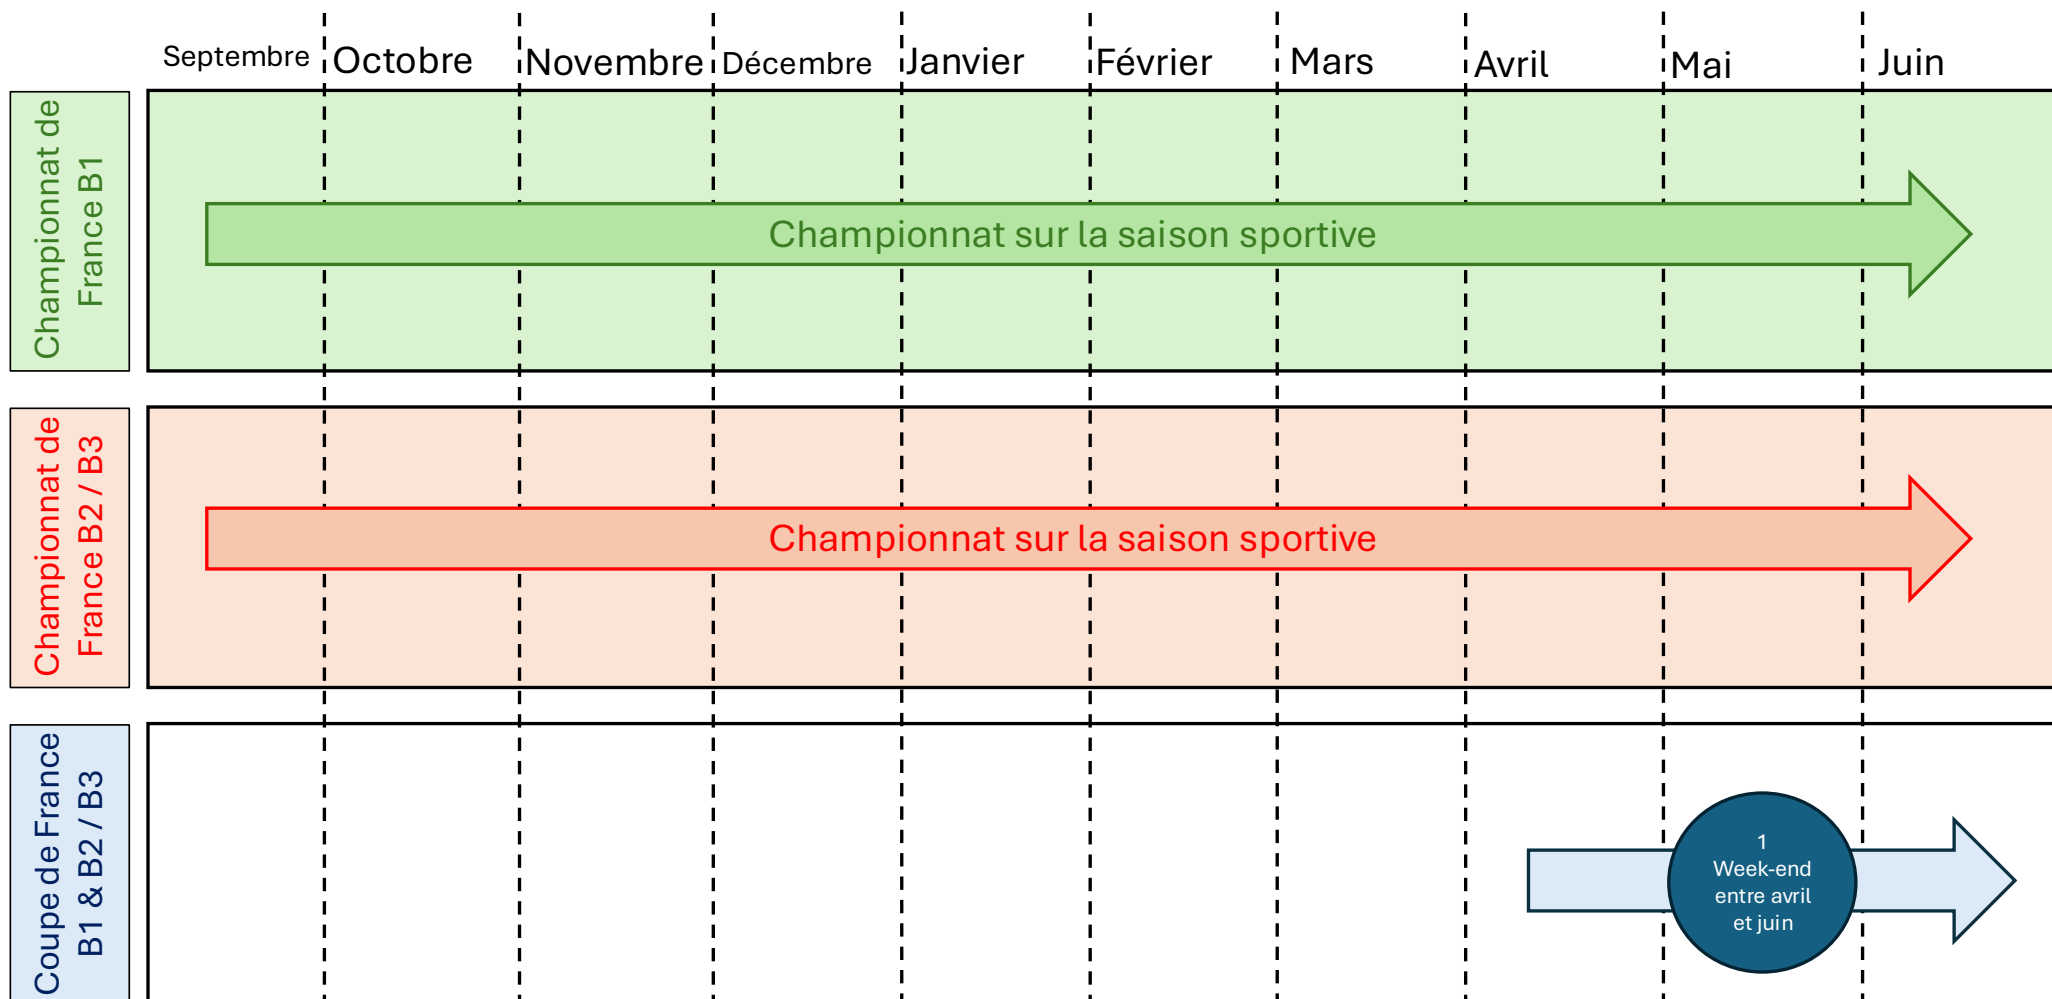 Septembre Octobre Novembre Décembre Janvier Février Mars Avril Mai Juin
Championnat de
France B1
Championnat sur la saison sportive
Championnat de
France B2 / B3
Championnat sur la saison sportive
Coupe de France
B1 & B2 / B3
1
Week-end
entre avril
et juin